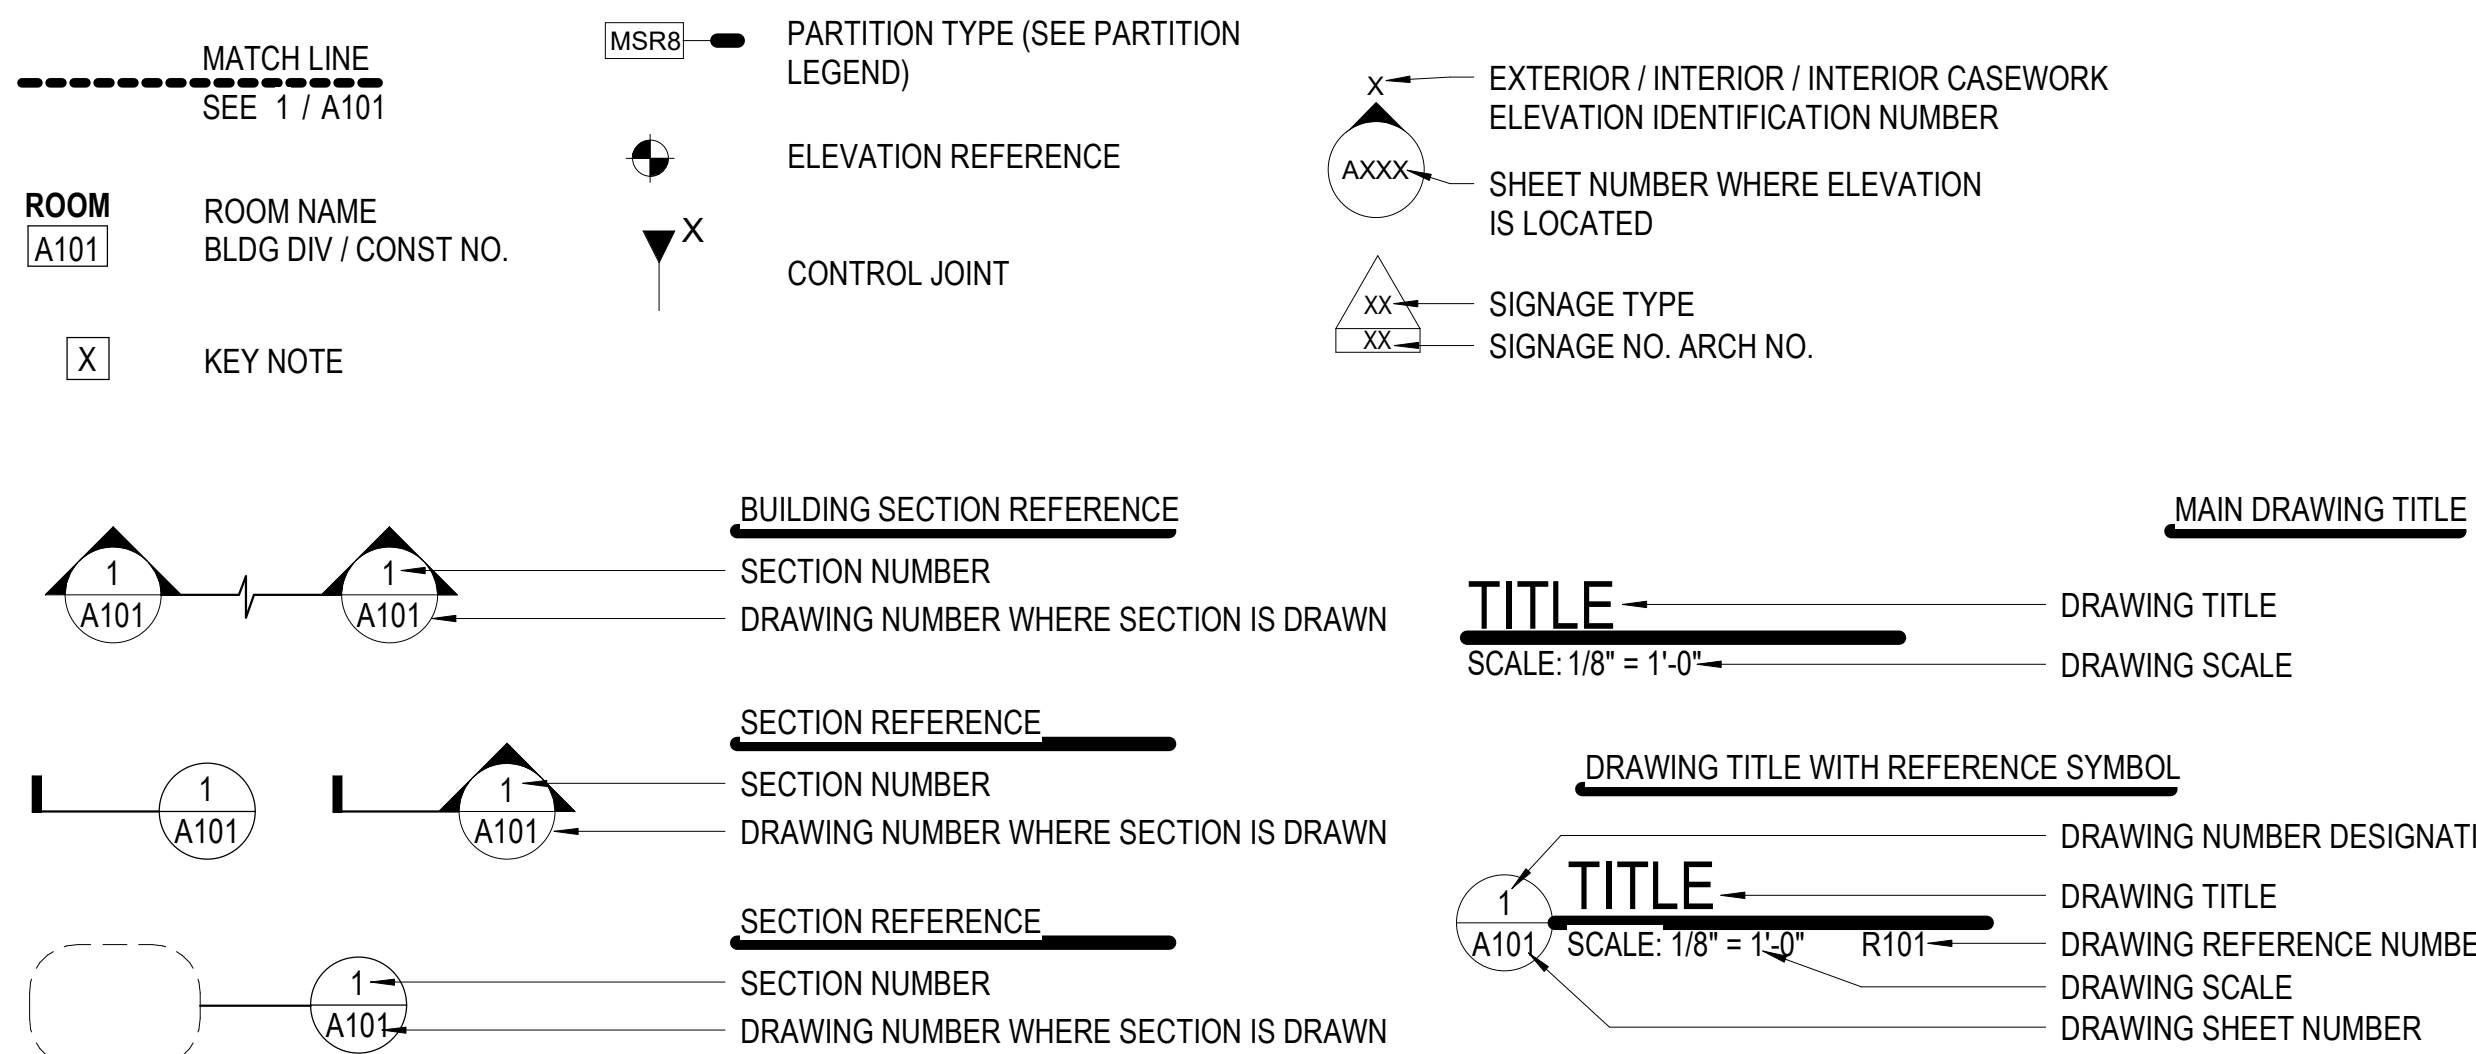 MATCH LINE
SEE 1 / A101
ROOM
A101
ROOM NAME
BLDG DIV / CONST NO.
X
KEY NOTE
MSR8
PARTITION TYPE (SEE PARTITION
LEGEND)
ELEVATION REFERENCE
X
CONTROL JOINT
X
EXTERIOR / INTERIOR / INTERIOR CASEWORK
ELEVATION IDENTIFICATION NUMBER
AXXX
SHEET NUMBER WHERE ELEVATION
IS LOCATED
XX
SIGNAGE TYPE
XX
SIGNAGE NO. ARCH NO.
BUILDING SECTION REFERENCE
1
A101
1
A101
SECTION NUMBER
DRAWING NUMBER WHERE SECTION IS DRAWN
SECTION REFERENCE
1
A101
1
A101
SECTION NUMBER
DRAWING NUMBER WHERE SECTION IS DRAWN
SECTION REFERENCE
1
A101
SECTION NUMBER
DRAWING NUMBER WHERE SECTION IS DRAWN
MAIN DRAWING TITLE
TITLE
DRAWING TITLE
SCALE: 1/8" = 1'-0"
DRAWING SCALE
DRAWING TITLE WITH REFERENCE SYMBOL
DRAWING NUMBER DESIGNATI
1
A101
TITLE
DRAWING TITLE
SCALE: 1/8" = 1'-0" R101
DRAWING REFERENCE NUMBE
DRAWING SCALE
DRAWING SHEET NUMBER